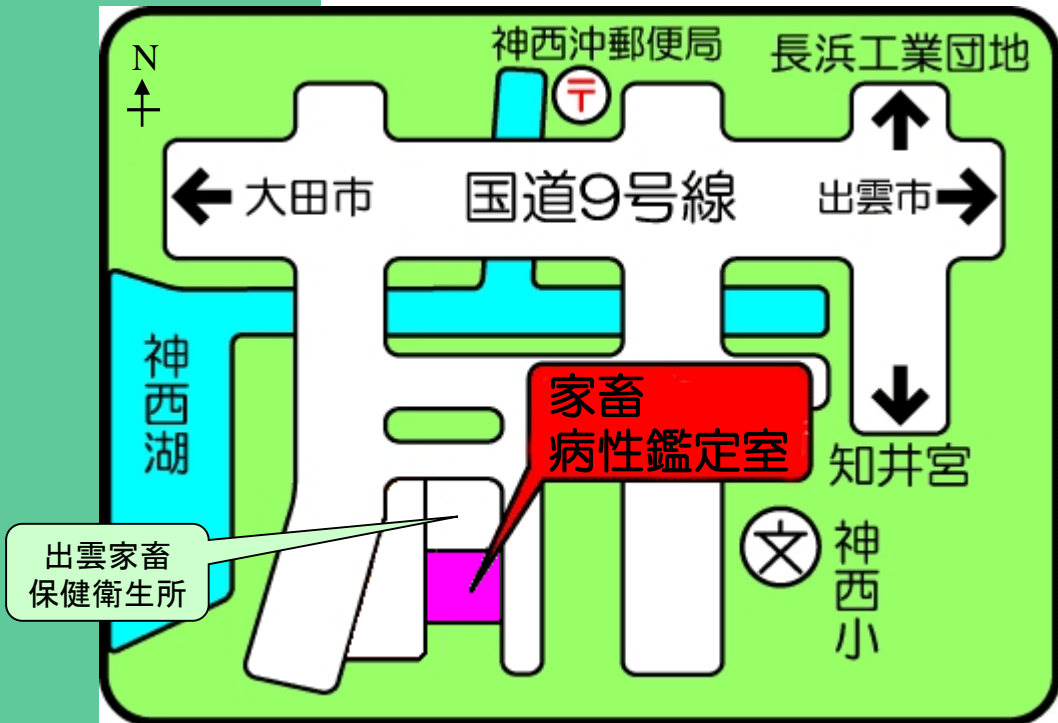 N
神西沖郵便局
〒
長浜工業団地
大田市
国道9号線
出雲市
神西湖
家畜
病性鑑定室
知井宮
出雲家畜
保健衛生所
文
神西小